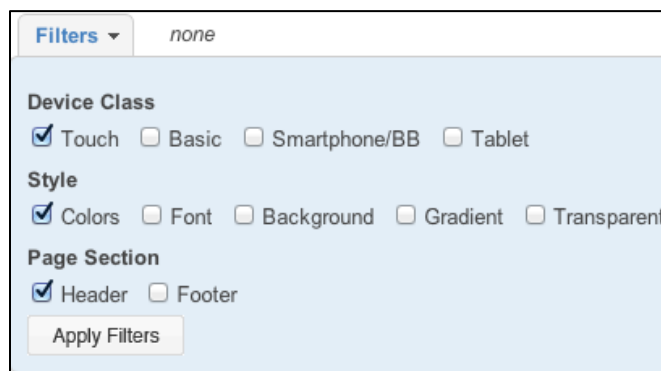 Filters none
Device Class
Touch Basic Smartphone/BB Tablet
Style
Colors Font Background Gradient Transparent
Page Section
Header Footer
Apply Filters